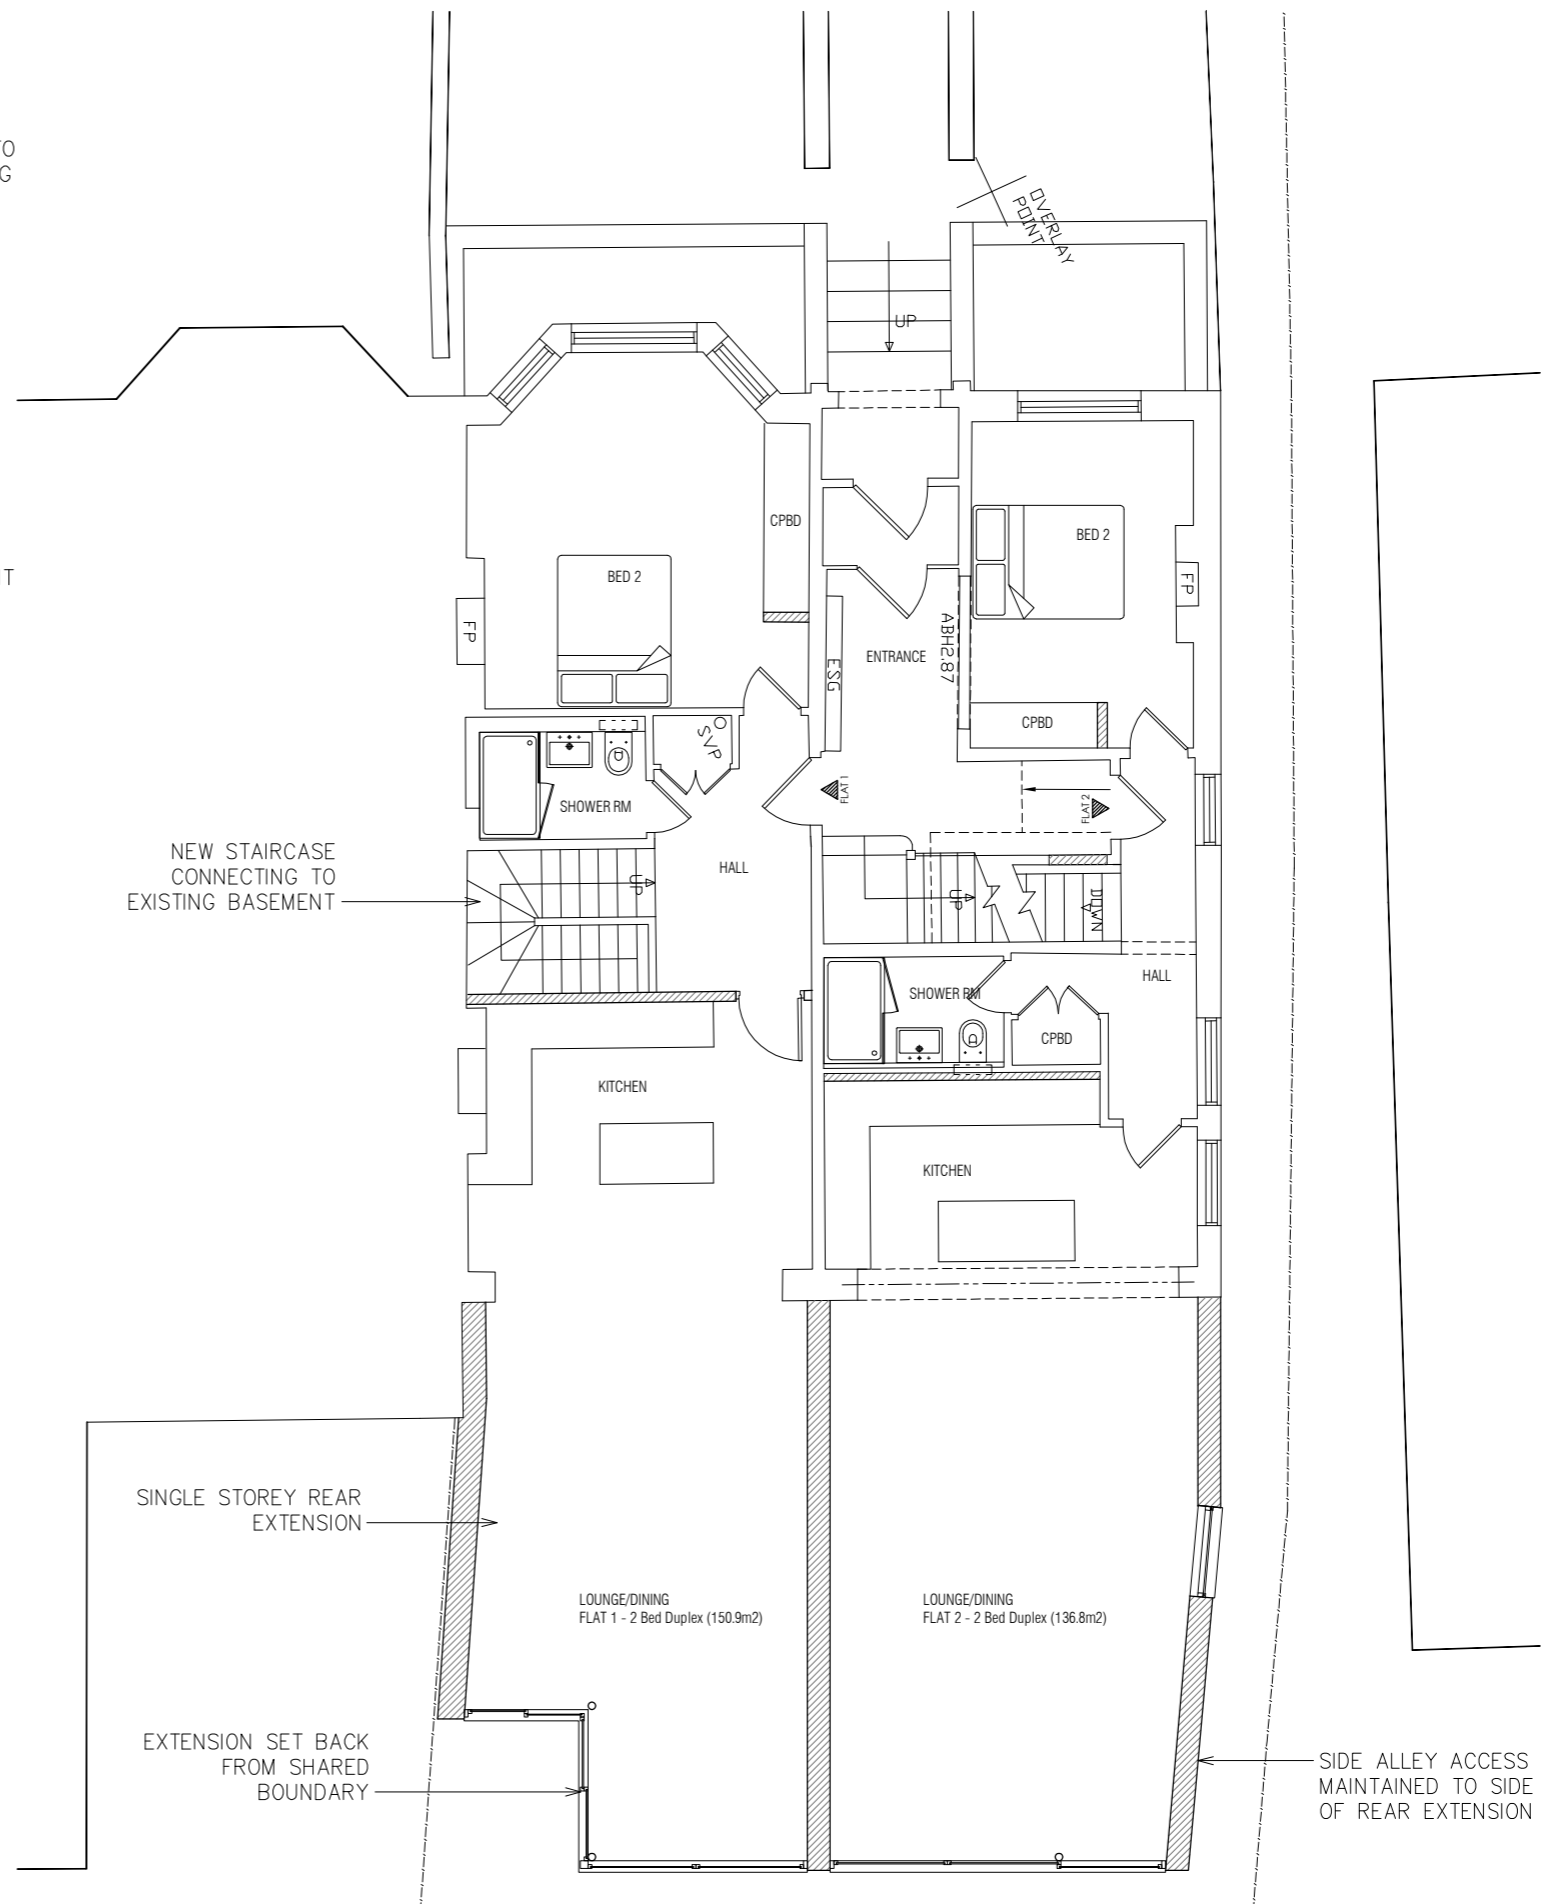 TO
G
OVERLAY
POINT
UP
T
CPBD
BED 2
BED 2
FP
FP
ENTRANCE
ABH2.87
ESG
CPBD
SVP
FLAT 1
FLAT 2
SHOWER RM
NEW STAIRCASE
CONNECTING TO
EXISTING BASEMENT
UP
HALL
UP
DOWN
HALL
SHOWER RM
CPBD
KITCHEN
KITCHEN
SINGLE STOREY REAR
EXTENSION
LOUNGE/DINING
FLAT 1 - 2 Bed Duplex (150.9m2)
LOUNGE/DINING
FLAT 2 - 2 Bed Duplex (136.8m2)
EXTENSION SET BACK
FROM SHARED
BOUNDARY
SIDE ALLEY ACCESS
MAINTAINED TO SIDE
OF REAR EXTENSION